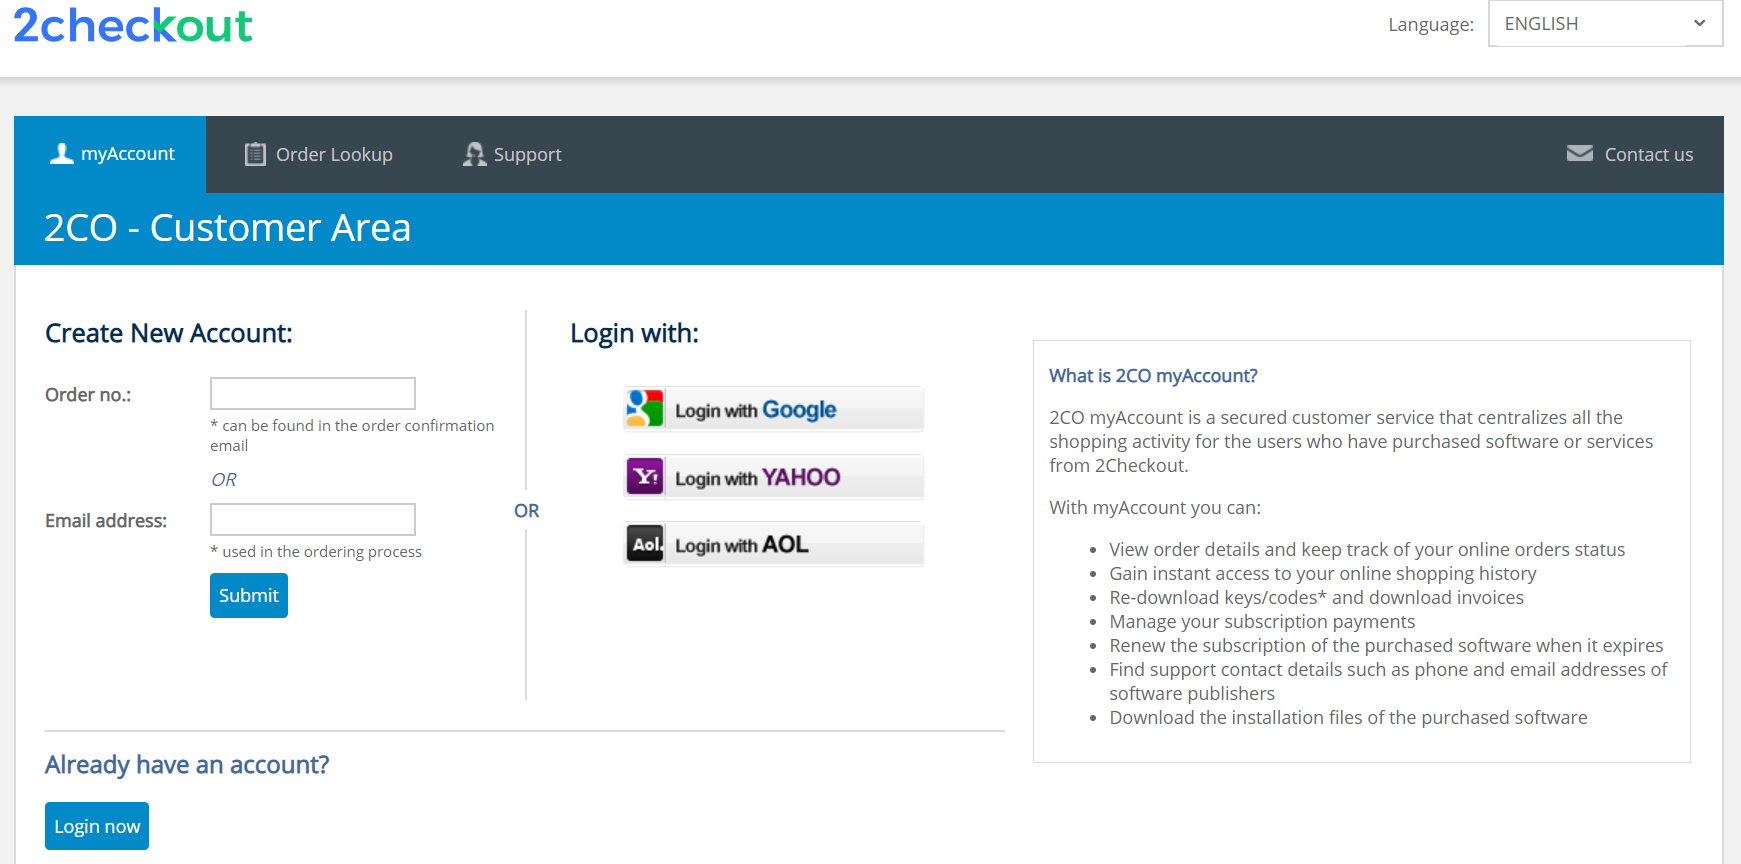 2checkout
Language:
ENGLISH
myAccount
Order Lookup
Support
Contact us
2CO - Customer Area
Create New Account:
Order no.:
* can be found in the order confirmation
email
OR
Email address:
* used in the ordering process
Submit
OR
Login with:
Login with Google
Y!
Login with YAHOO
Aol.
Login with AOL
What is 2CO myAccount?
2CO myAccount is a secured customer service that centralizes all the
shopping activity for the users who have purchased software or services
from 2Checkout.
With myAccount you can:
• View order details and keep track of your online orders status
• Gain instant access to your online shopping history
• Re-download keys/codes* and download invoices
• Manage your subscription payments
• Renew the subscription of the purchased software when it expires
• Find support contact details such as phone and email addresses of
software publishers
• Download the installation files of the purchased software
Already have an account?
Login now